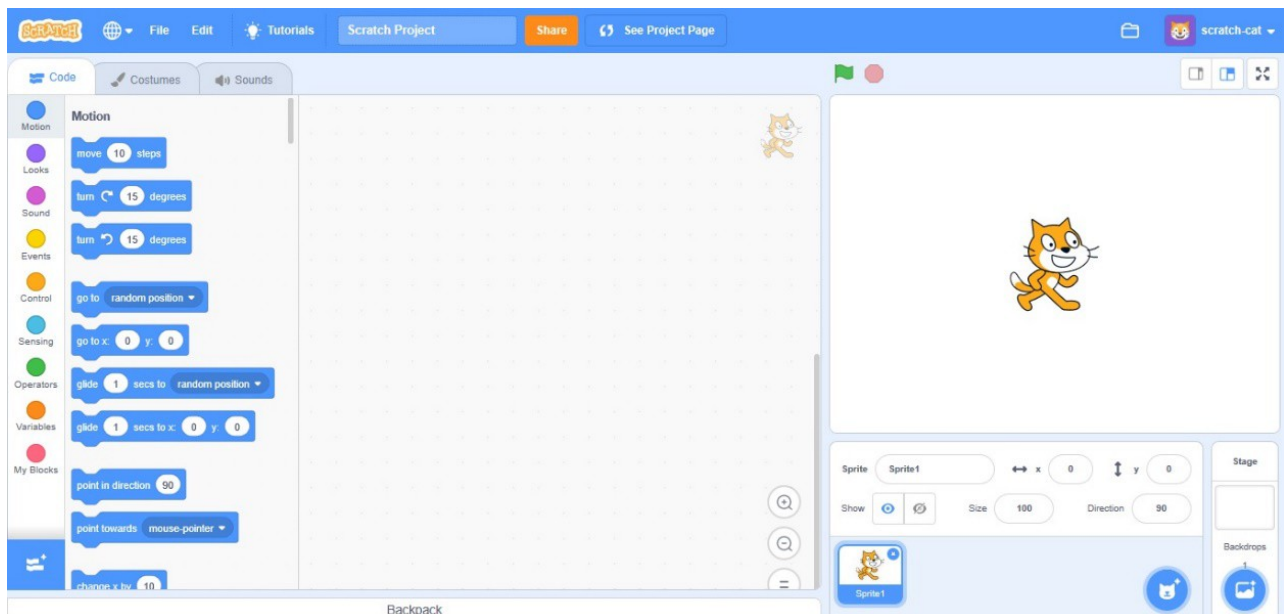 SCRATCH File Edit Tutorials Scratch Project Share See Project Page scratch-cat
Code Costumes Sounds
Motion
Looks
Sound
Events
Control
Sensing
Operators
Variables
My Blocks
Motion
move 10 steps
turn 15 degrees
turn 15 degrees
go to random position
go to x: 0 y: 0
glide 1 secs to random position
glide 1 secs to x: 0 y: 0
point in direction 90
point towards mouse-pointer
change x by 10
Backpack
Sprite Sprite1 x 0 y 0
Show Size 100 Direction 90
Sprite1
Stage
Backdrops
1